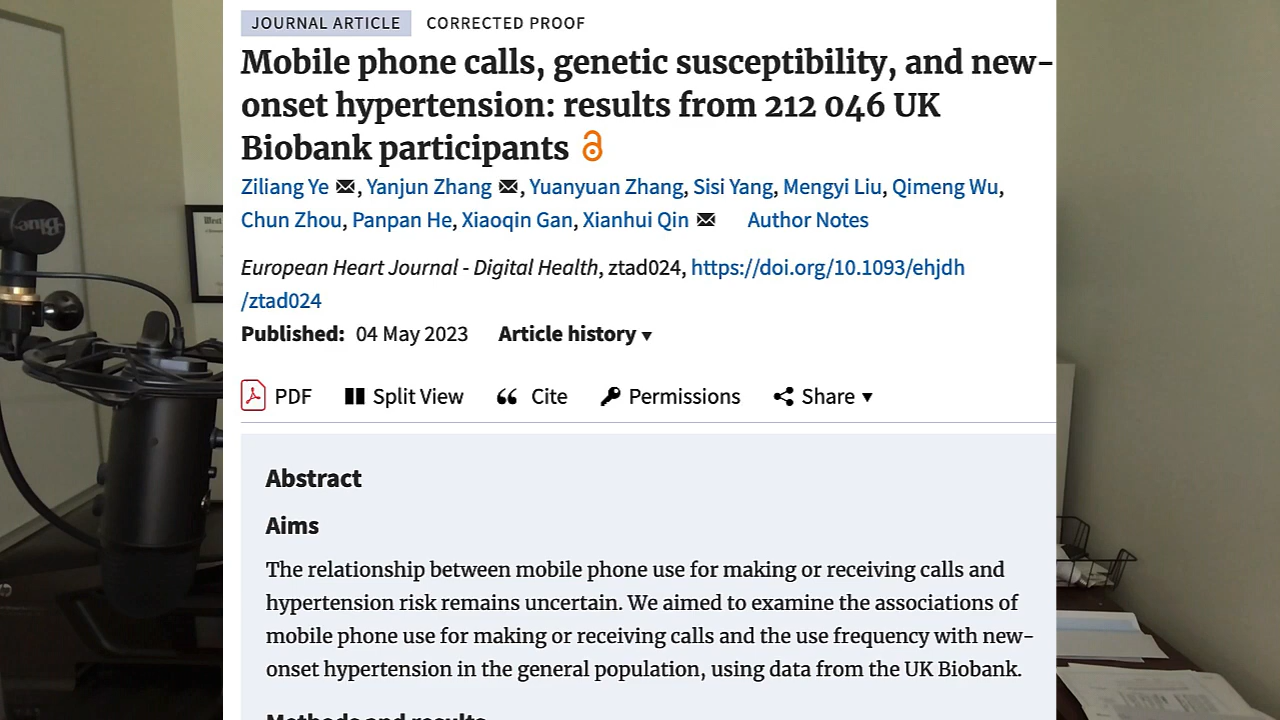 JOURNAL ARTICLE CORRECTED PROOF
Mobile phone calls, genetic susceptibility, and new-
onset hypertension: results from 212 046 UK
Biobank participants
Ziliang Ye, Yanjun Zhang, Yuanyuan Zhang, Sisi Yang, Mengyi Liu, Qimeng Wu,
Chun Zhou, Panpan He, Xiaoqin Gan, Xianhui Qin Author Notes
European Heart Journal - Digital Health, ztad024, https://doi.org/10.1093/ehjdh
/ztad024
Published: 04 May 2023 Article history
PDF Split View Cite Permissions Share
Abstract
Aims
The relationship between mobile phone use for making or receiving calls and
hypertension risk remains uncertain. We aimed to examine the associations of
mobile phone use for making or receiving calls and the use frequency with new-
onset hypertension in the general population, using data from the UK Biobank.
Methods and results
Blue